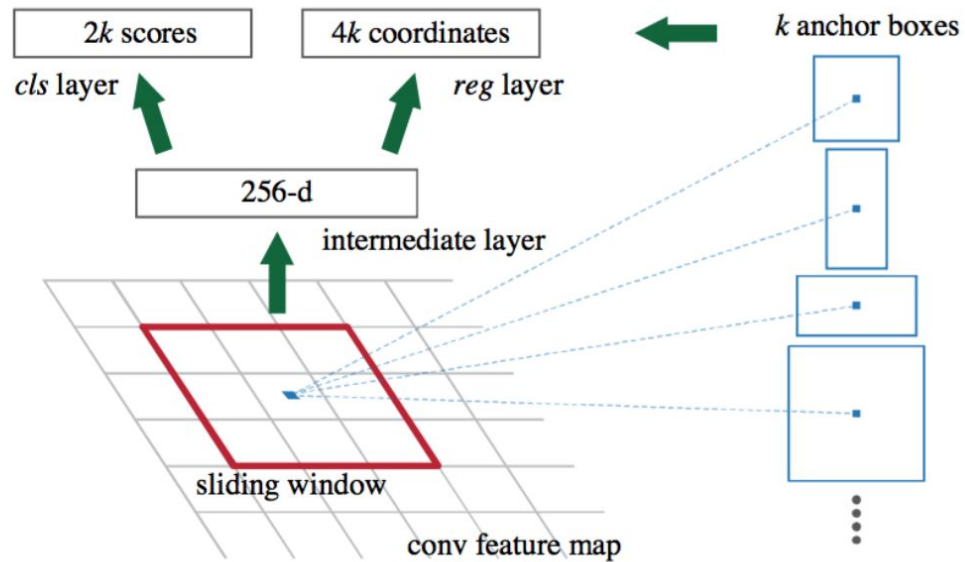 2k scores
4k coordinates
k anchor boxes
cls layer
reg layer
256-d
intermediate layer
sliding window
conv feature map